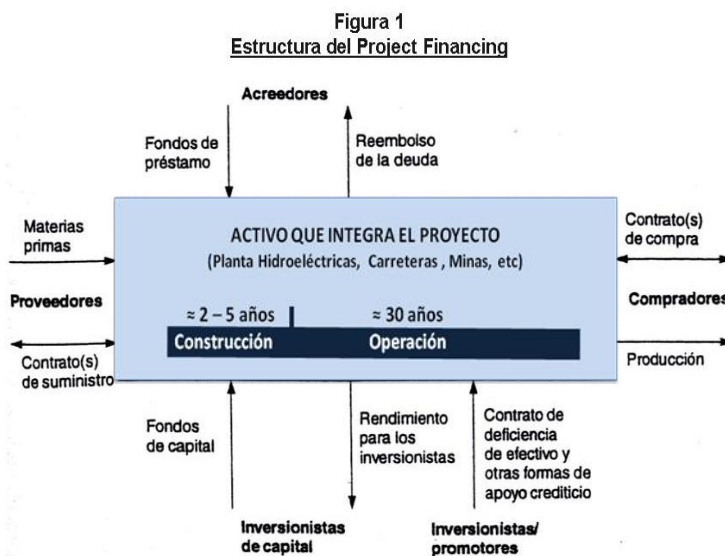 Figura 1
Estructura del Project Financing
Acreedores
Fondos de
préstamo
Reembolso
de la deuda
Materias
primas
Proveedores
Contrato(s)
de suministro
ACTIVO QUE INTEGRA EL PROYECTO
(Planta Hidroeléctricas, Carreteras , Minas, etc)
≈ 2 – 5 años
≈ 30 años
Construcción
Operación
Contrato(s)
de compra
Compradores
Producción
Fondos
de capital
Rendimiento
para los
inversionistas
Contrato de
deficiencia
de efectivo y
otras formas de
apoyo crediticio
Inversionistas
de capital
Inversionistas/
promotores